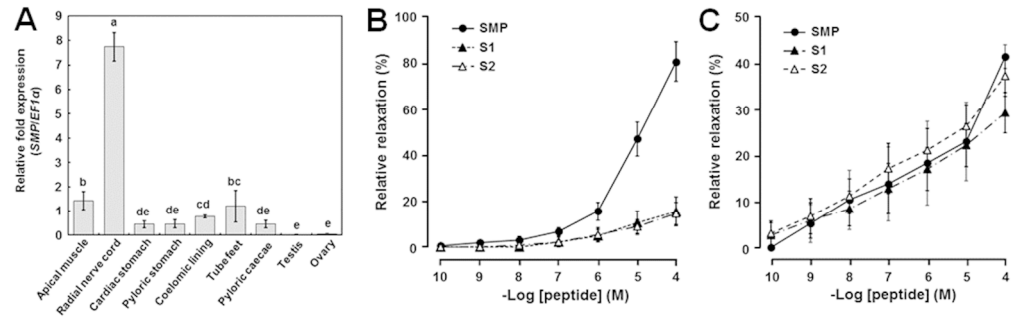 A
Relative fold expression
(SMP/EF1α)
9
8
7
6
5
4
3
2
1
0
a
b
dc
de
cd
bc
de
e
e
Apical muscle
Radial nerve cord
Cardiac stomach
Pyloric stomach
Coelomic lining
Tube feet
Pyloric caecae
Testis
Ovary
B
Relative relaxation (%)
100
80
60
40
20
0
SMP
S1
S2
10 9 8 7 6 5 4
-Log [peptide] (M)
C
Relative relaxation (%)
50
40
30
20
10
0
SMP
S1
S2
10 9 8 7 6 5 4
-Log [peptide] (M)